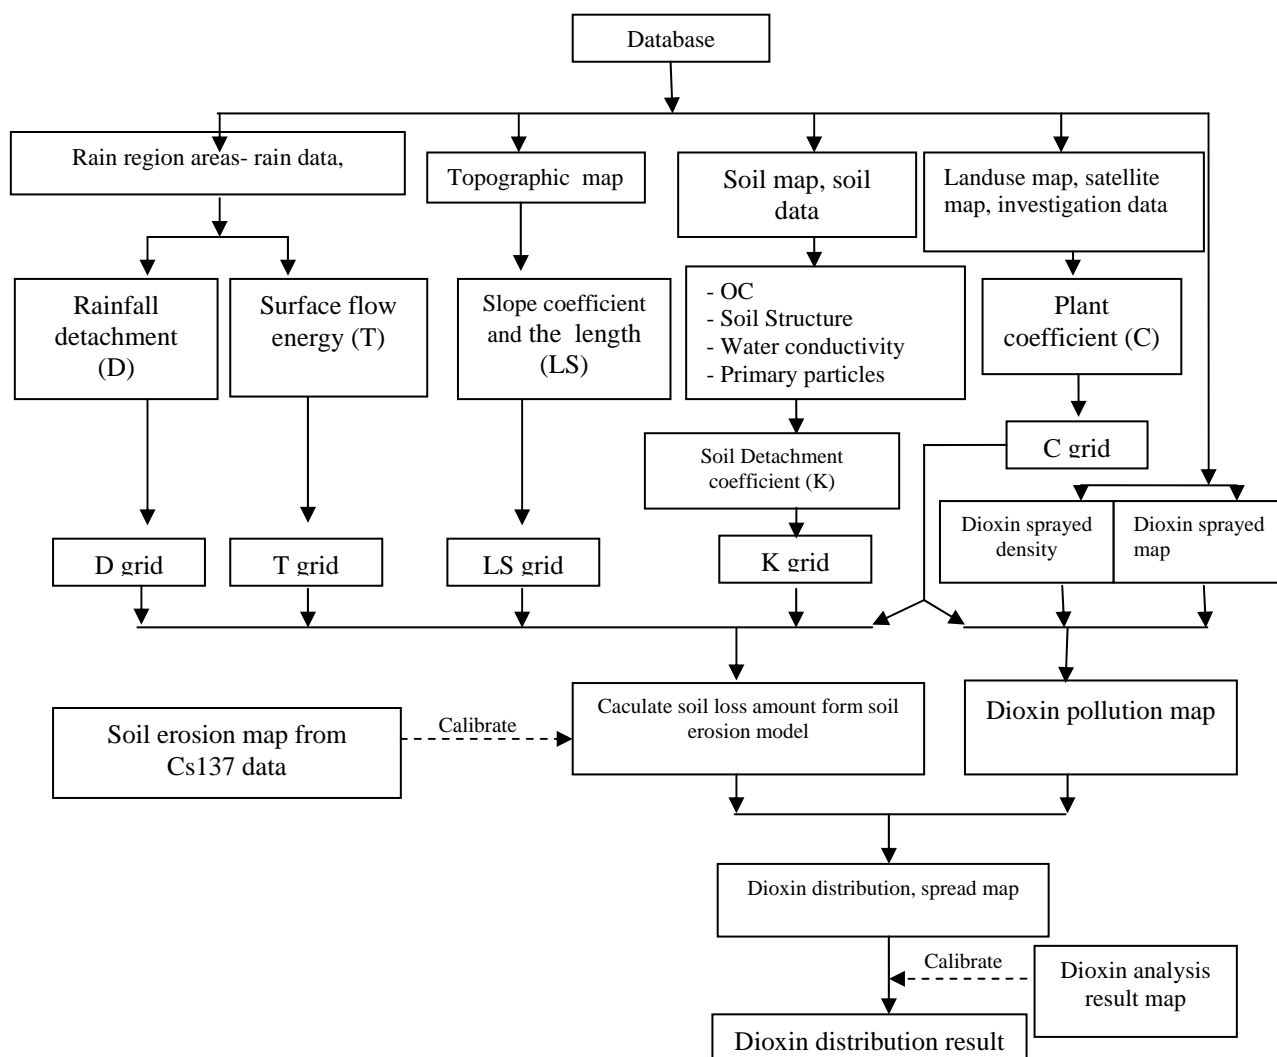 Database
Rain region areas- rain data,
Topographic map
Soil map, soil
data
Landuse map, satellite
map, investigation data
Rainfall
detachment
(D)
Surface flow
energy (T)
Slope coefficient
and the length
(LS)
- OC
- Soil Structure
- Water conductivity
- Primary particles
Plant
coefficient (C)
Soil Detachment
coefficient (K)
C grid
Dioxin sprayed
density
Dioxin sprayed
map
D grid
T grid
LS grid
K grid
Soil erosion map from
Cs137 data
Calibrate
Caculate soil loss amount form soil
erosion model
Dioxin pollution map
Dioxin distribution, spread map
Calibrate
Dioxin analysis
result map
Dioxin distribution result